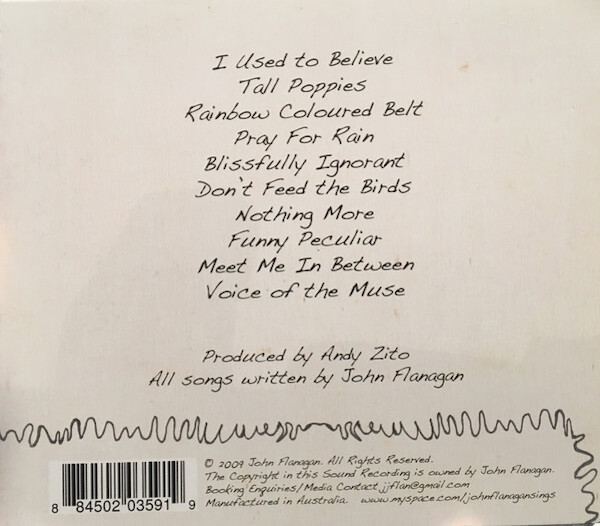 I Used to Believe
Tall Poppies
Rainbow Coloured Belt
Pray For Rain
Blissfully Ignorant
Don't Feed the Birds
Nothing More
Funny Peculiar
Meet Me In Between
Voice of the Muse
Produced by Andy Zito
All songs written by John Flanagan
© 2009 John Flanagan. All Rights Reserved.
The Copyright in this Sound Recording is owned by John Flanagan.
Booking Enquiries/Media Contact jjflan@gmail.com
Manufactured in Australia. www.myspace.com/johnflanagansings
8 84502 03591 9